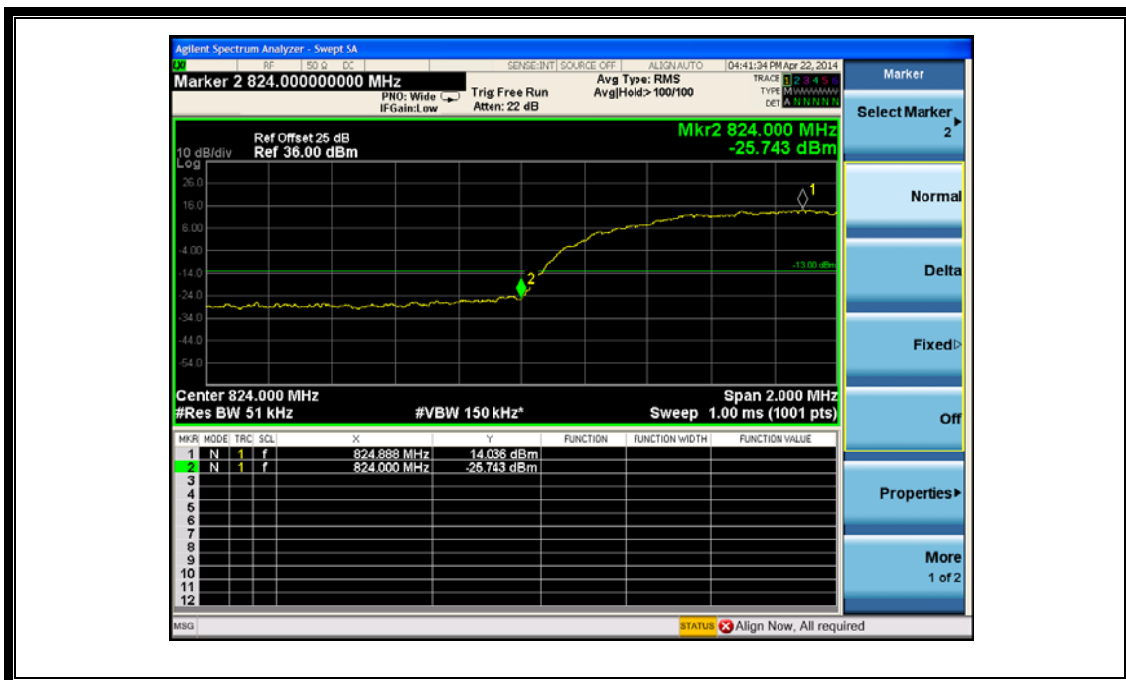 Agilent Spectrum Analyzer - Swept SA
LXI RF 50 Ω DC SENSE:INT SOURCE OFF ALIGNAUTO 04:41:34 PM Apr 22, 2014
Marker 2 824.000000000 MHz
PNO: Wide
IFGain:Low
Trig Free Run
Atten: 22 dB
Avg Type: RMS
Avg|Hold:> 100/100
TRACE 1 2 3 4 5 6
TYPE M
DET A N N N N N
Ref Offset 25 dB
10 dB/div Ref 36.00 dBm
Log
Mkr2 824.000 MHz
-25.743 dBm
26.0
16.0
6.00
-4.00
-14.0
-24.0
-34.0
-44.0
-54.0
1
2
-13.00 dBm
Center 824.000 MHz Span 2.000 MHz
#Res BW 51 kHz #VBW 150 kHz* Sweep 1.00 ms (1001 pts)
MKR MODE TRC SCL X Y FUNCTION FUNCTION WIDTH FUNCTION VALUE
1 N 1 f 824.888 MHz 14.036 dBm
2 N 1 f 824.000 MHz -25.743 dBm
3
4
5
6
7
8
9
10
11
12
MSG STATUS Align Now, All required
Marker
Select Marker
2
Normal
Delta
Fixed
Off
Properties
More
1 of 2